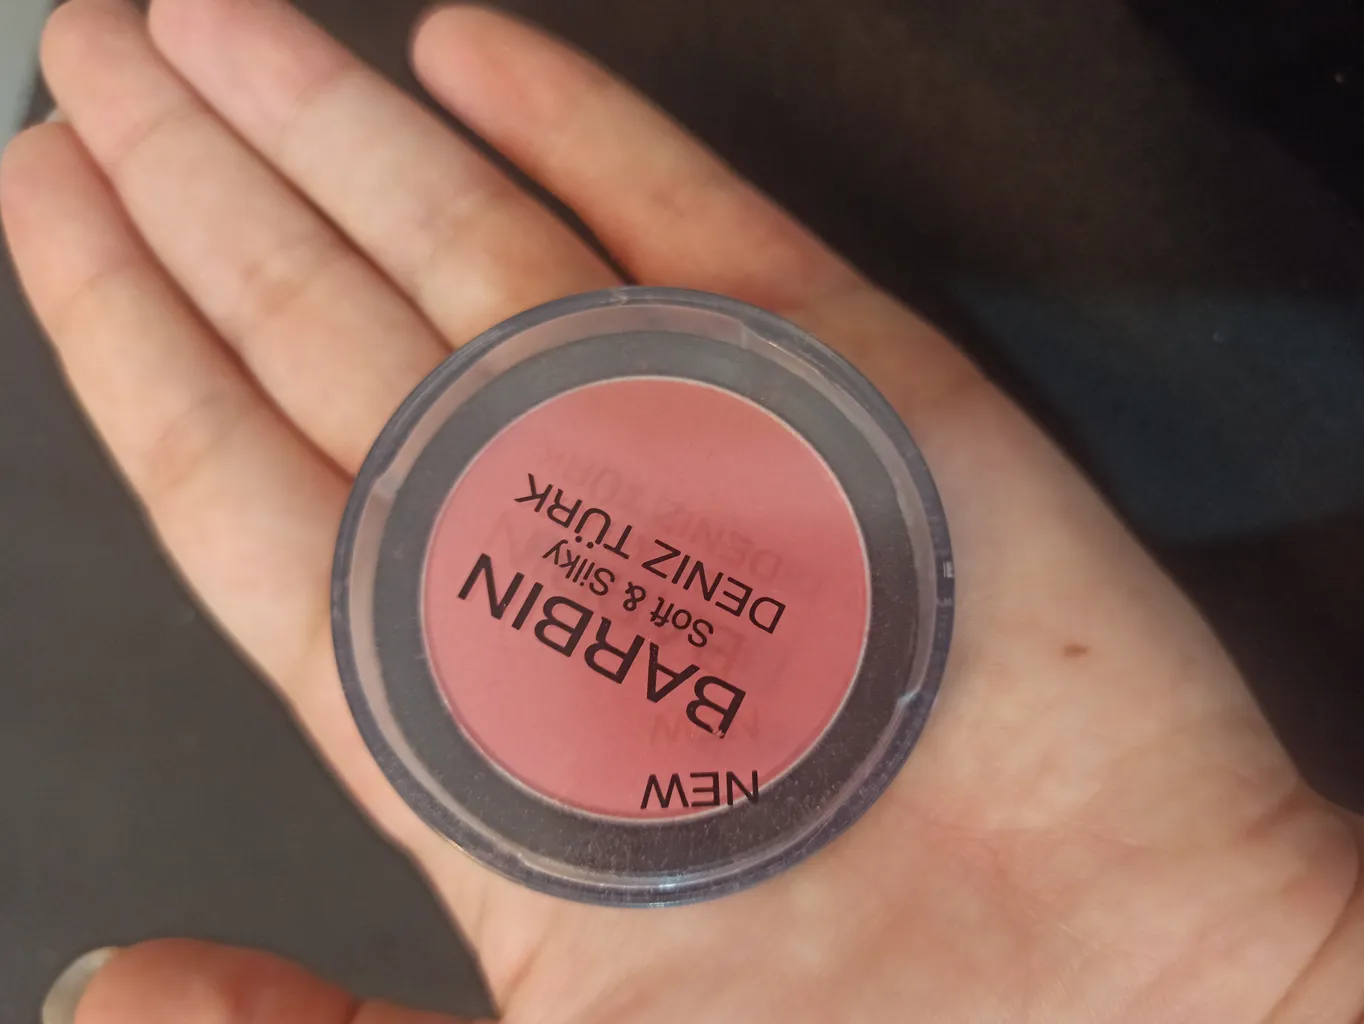 NEW
BARBIN
Soft & Silky
DENIZ TÜRK